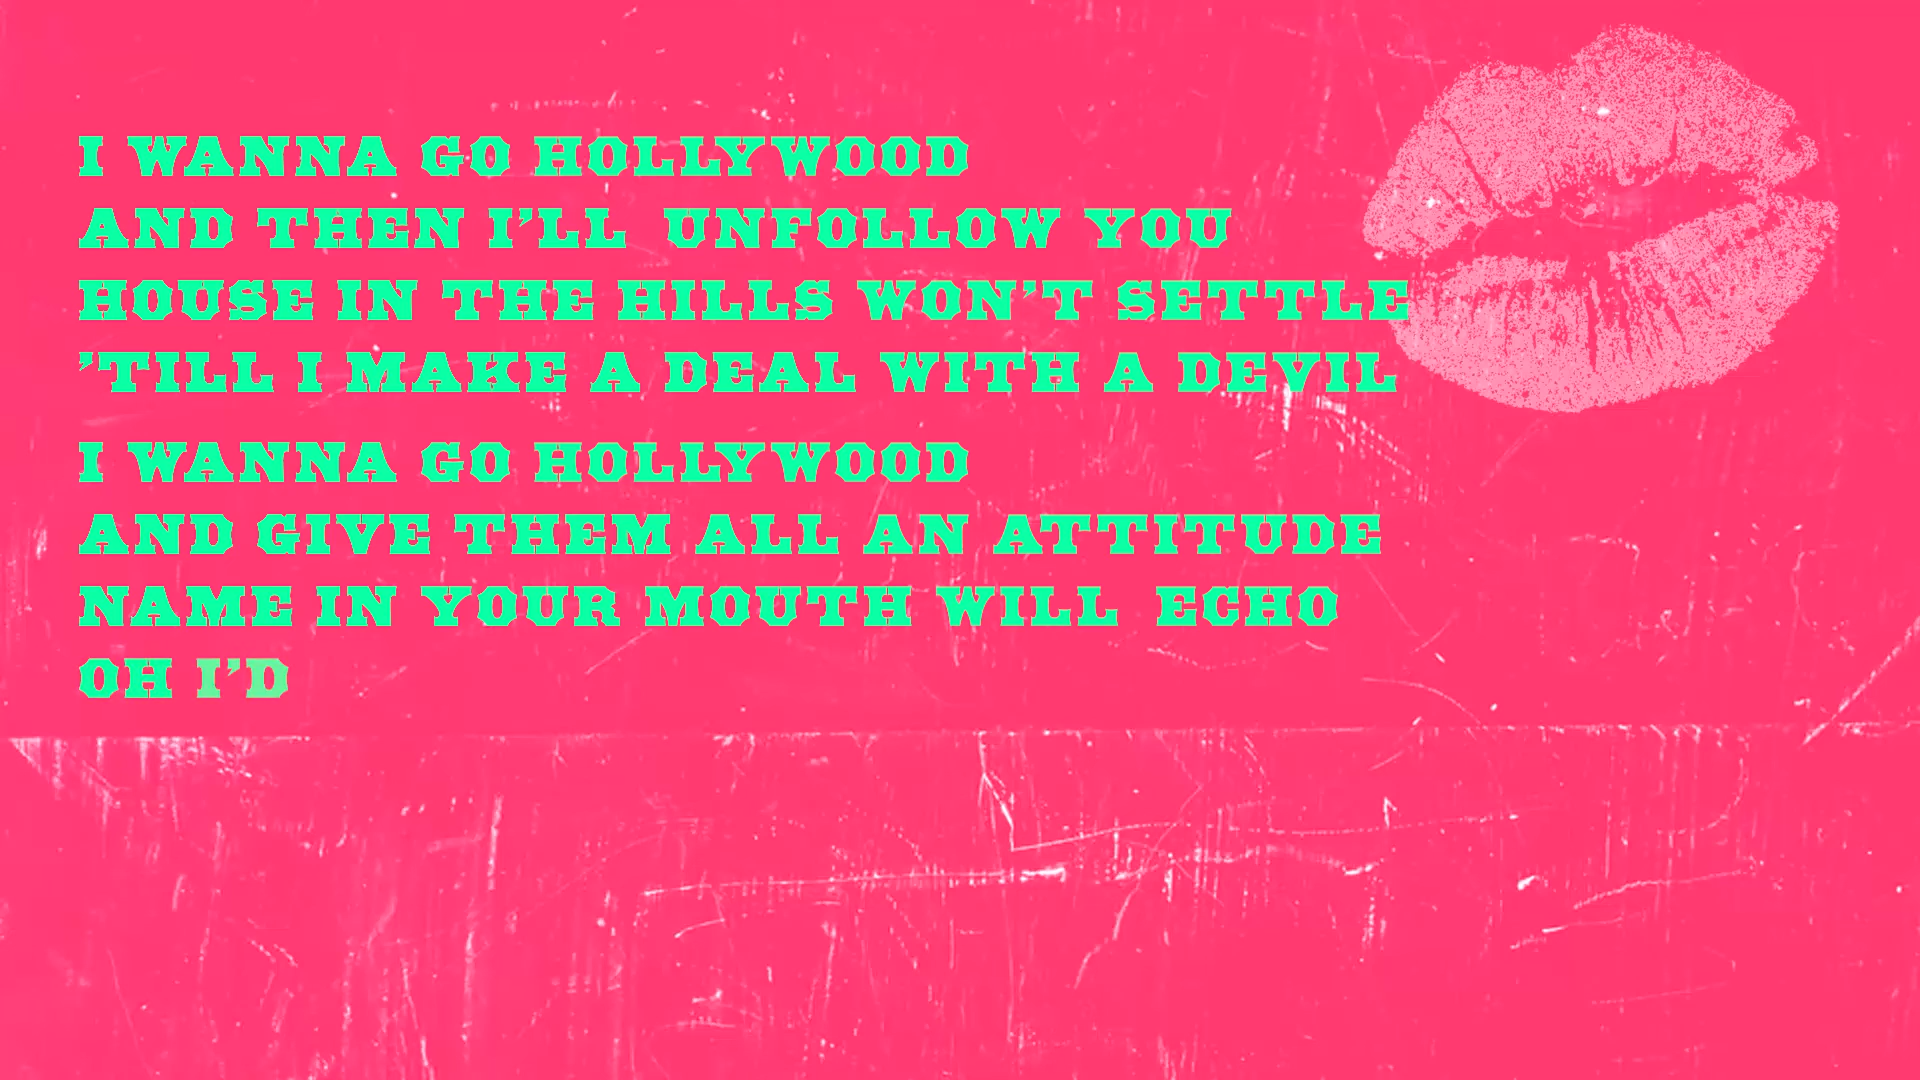 I WANNA GO HOLLYWOOD
AND THEN I'LL UNFOLLOW YOU
HOUSE IN THE HILLS WON'T SETTLE
'TILL I MAKE A DEAL WITH A DEVIL
I WANNA GO HOLLYWOOD
AND GIVE THEM ALL AN ATTITUDE
NAME IN YOUR MOUTH WILL ECHO
OH I'D